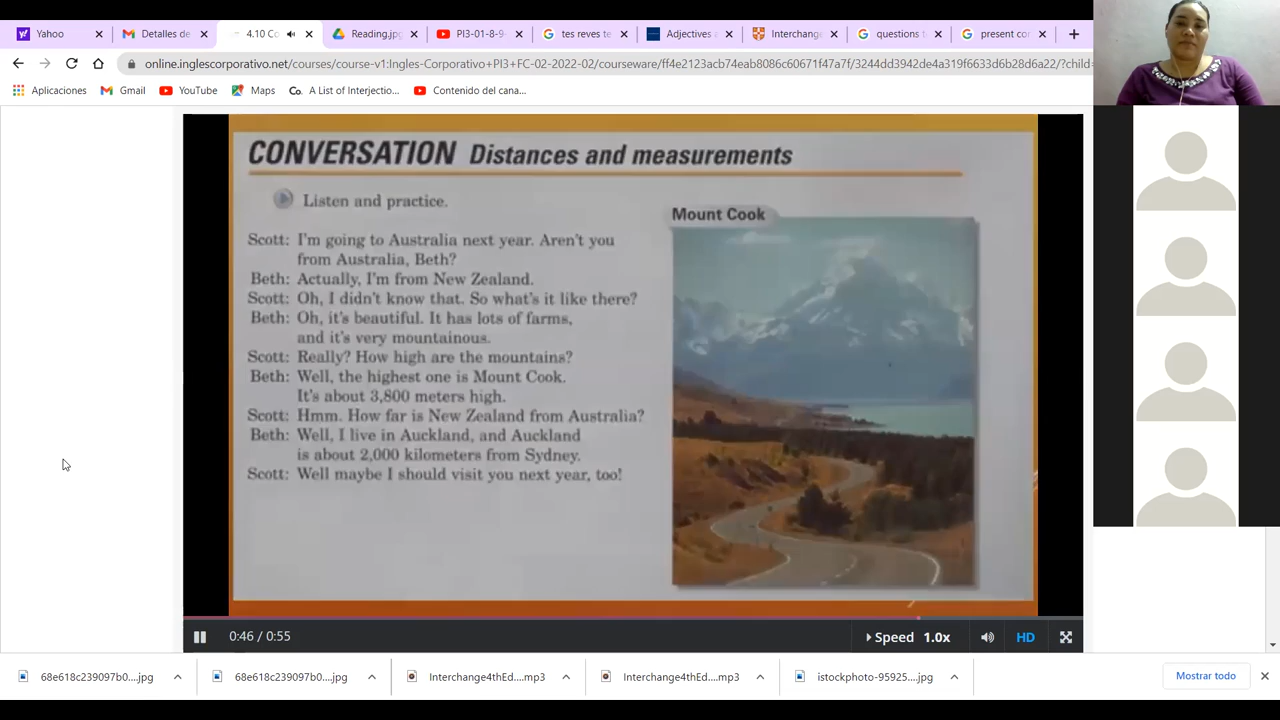 Yahoo
Detalles de
4.10 Co
Reading.jpg
PI3-01-8-9-
tes reves te
Adjectives a
Interchange
questions t
present co
online.inglescorporativo.net/courses/course-v1:Ingles-Corporativo+PI3+FC-02-2022-02/courseware/ff4e2123acb74eab8086c60671f47a7f/3244dd3942de4a319f6633d6b28d6a22/?child=
Aplicaciones
Gmail
YouTube
Maps
Co. A List of Interjectio...
Contenido del cana...
CONVERSATION Distances and measurements
Listen and practice.
Mount Cook
Scott: I'm going to Australia next year. Aren't you
from Australia, Beth?
Beth: Actually, I'm from New Zealand.
Scott: Oh, I didn't know that. So what's it like there?
Beth: Oh, it's beautiful. It has lots of farms,
and it's very mountainous.
Scott: Really? How high are the mountains?
Beth: Well, the highest one is Mount Cook.
It's about 3,800 meters high.
Scott: Hmm. How far is New Zealand from Australia?
Beth: Well, I live in Auckland, and Auckland
is about 2,000 kilometers from Sydney.
Scott: Well maybe I should visit you next year, too!
0:46 / 0:55
Speed 1.0x
HD
68e618c239097b0....jpg
68e618c239097b0....jpg
Interchange4thEd....mp3
Interchange4thEd....mp3
istockphoto-95925....jpg
Mostrar todo